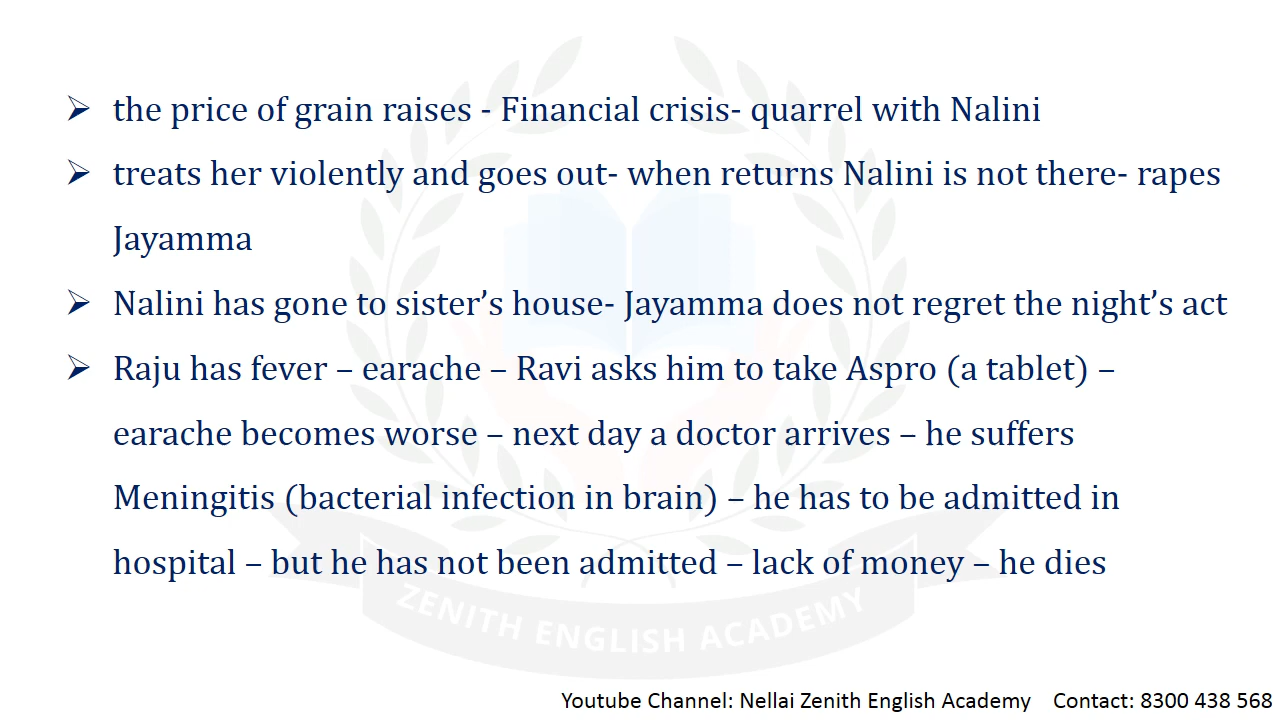 ➢ the price of grain raises - Financial crisis- quarrel with Nalini
➢ treats her violently and goes out- when returns Nalini is not there- rapes
Jayamma
➢ Nalini has gone to sister’s house- Jayamma does not regret the night’s act
➢ Raju has fever – earache – Ravi asks him to take Aspro (a tablet) –
earache becomes worse – next day a doctor arrives – he suffers
Meningitis (bacterial infection in brain) – he has to be admitted in
hospital – but he has not been admitted – lack of money – he dies
ZENITH ENGLISH ACADEMY
Youtube Channel: Nellai Zenith English Academy Contact: 8300 438 568